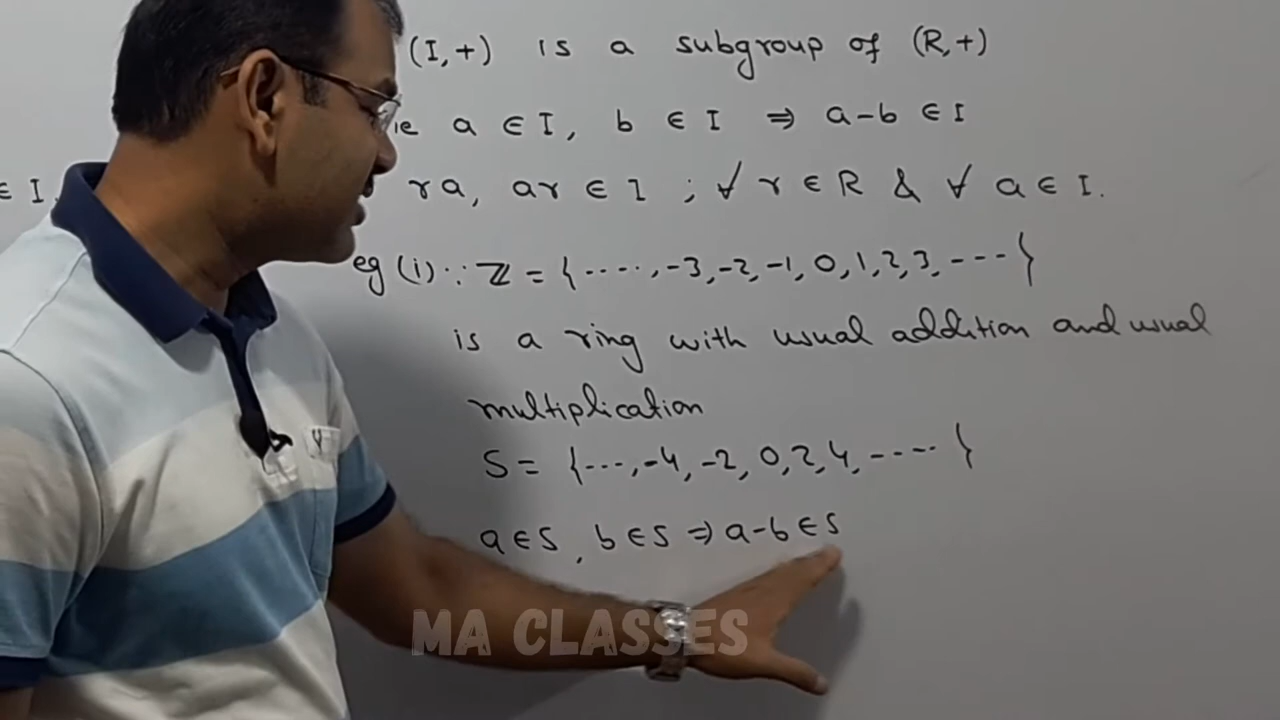 (I,+) is a subgroup of (R,+)
ie a ∈ I, b ∈ I ⇒ a-b ∈ I
∈ I,
ra, ar ∈ I ; ∀ r ∈ R & ∀ a ∈ I.
eg (i) ∵ ℤ = {....,-3,-2,-1,0,1,2,3,----}
is a ring with usual addition and usual
multiplication
S = {---,-4,-2,0,2,4,-----}
a ∈ S, b ∈ S ⇒ a-b ∈ S
MA CLASSES